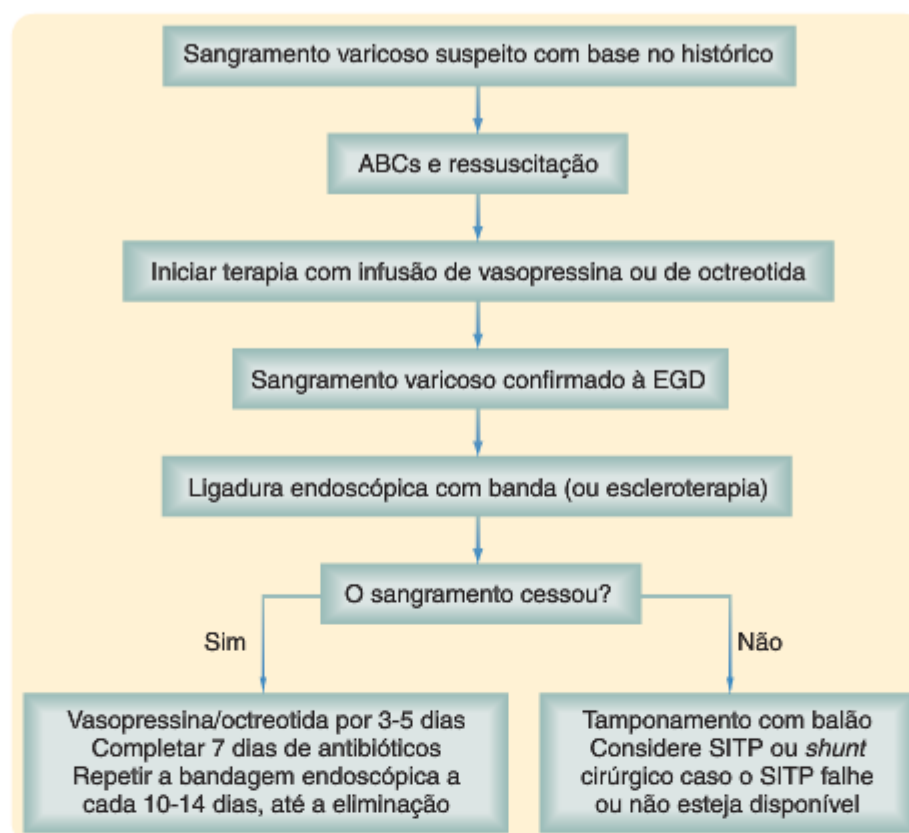 Sangramento varicoso suspeito com base no histórico
ABCs e ressuscitação
Iniciar terapia com infusão de vasopressina ou de octreotida
Sangramento varicoso confirmado à EGD
Ligadura endoscópica com banda (ou escleroterapia)
O sangramento cessou?
Sim
Não
Vasopressina/octreotida por 3-5 dias
Completar 7 dias de antibióticos
Repetir a bandagem endoscópica a
cada 10-14 dias, até a eliminação
Tamponamento com balão
Considere SITP ou shunt
cirúrgico caso o SITP falhe
ou não esteja disponível